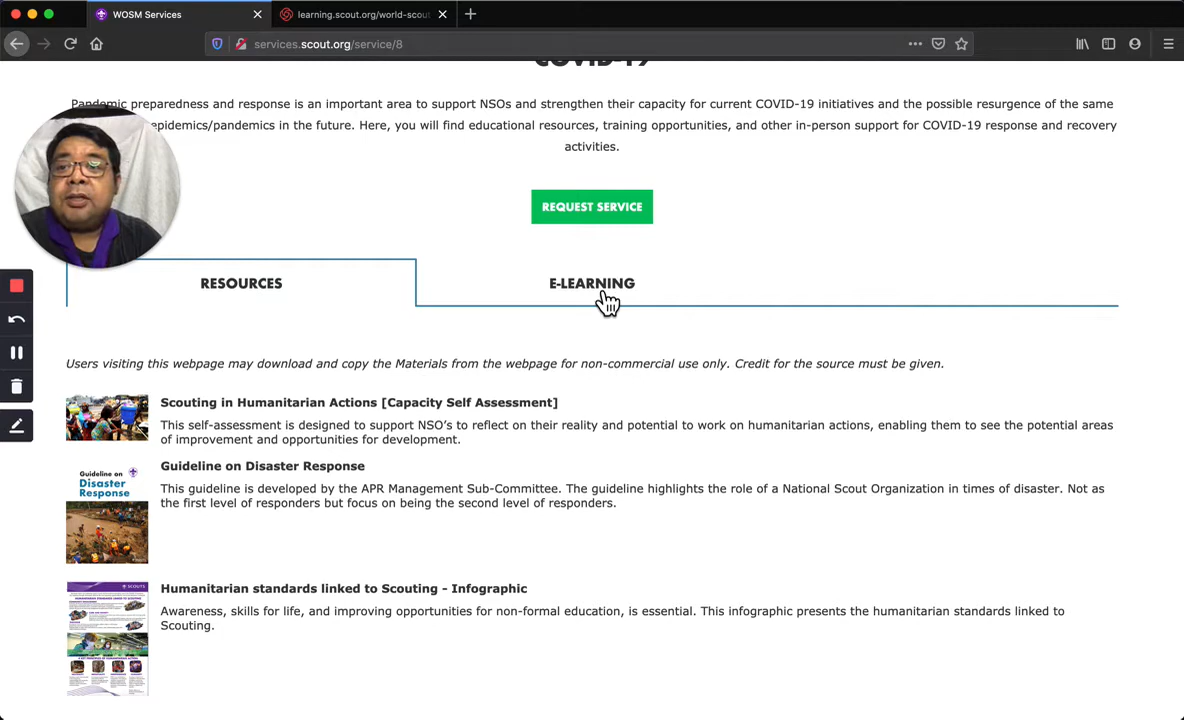 WOSM Services
learning.scout.org/world-scout
services.scout.org/service/8
COVID-19
Pandemic preparedness and response is an important area to support NSOs and strengthen their capacity for current COVID-19 initiatives and the possible resurgence of the same
epidemics/pandemics in the future. Here, you will find educational resources, training opportunities, and other in-person support for COVID-19 response and recovery
activities.
REQUEST SERVICE
RESOURCES
E-LEARNING
Users visiting this webpage may download and copy the Materials from the webpage for non-commercial use only. Credit for the source must be given.
Scouting in Humanitarian Actions [Capacity Self Assessment]
This self-assessment is designed to support NSO's to reflect on their reality and potential to work on humanitarian actions, enabling them to see the potential areas
of improvement and opportunities for development.
Guideline on
Disaster
Response
Guideline on Disaster Response
This guideline is developed by the APR Management Sub-Committee. The guideline highlights the role of a National Scout Organization in times of disaster. Not as
the first level of responders but focus on being the second level of responders.
Humanitarian standards linked to Scouting - Infographic
Awareness, skills for life, and improving opportunities for non-formal education, is essential. This infographic presents the humanitarian standards linked to
Scouting.